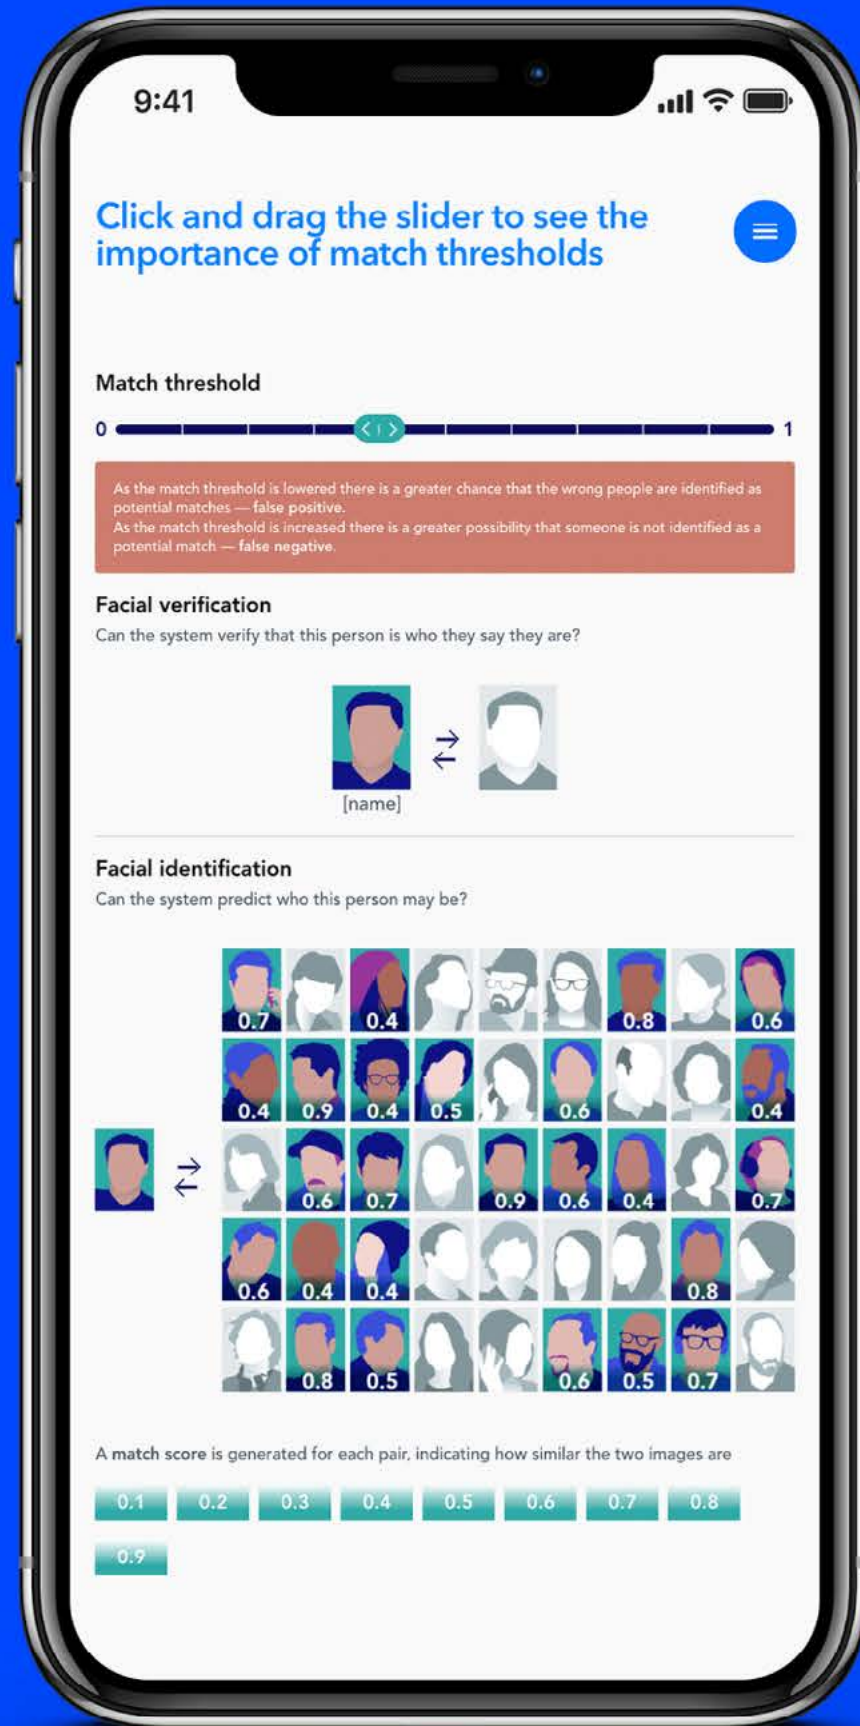 9:41
Click and drag the slider to see the
importance of match thresholds
Match threshold
0 1
As the match threshold is lowered there is a greater chance that the wrong people are identified as
potential matches — false positive.
As the match threshold is increased there is a greater possibility that someone is not identified as a
potential match — false negative.
Facial verification
Can the system verify that this person is who they say they are?
[name]
Facial identification
Can the system predict who this person may be?
0.7 0.4 0.8 0.6
0.4 0.9 0.4 0.5 0.6 0.4
0.6 0.7 0.9 0.6 0.4 0.7
0.6 0.4 0.4 0.8
0.8 0.5 0.6 0.5 0.7
A match score is generated for each pair, indicating how similar the two images are
0.1 0.2 0.3 0.4 0.5 0.6 0.7 0.8
0.9